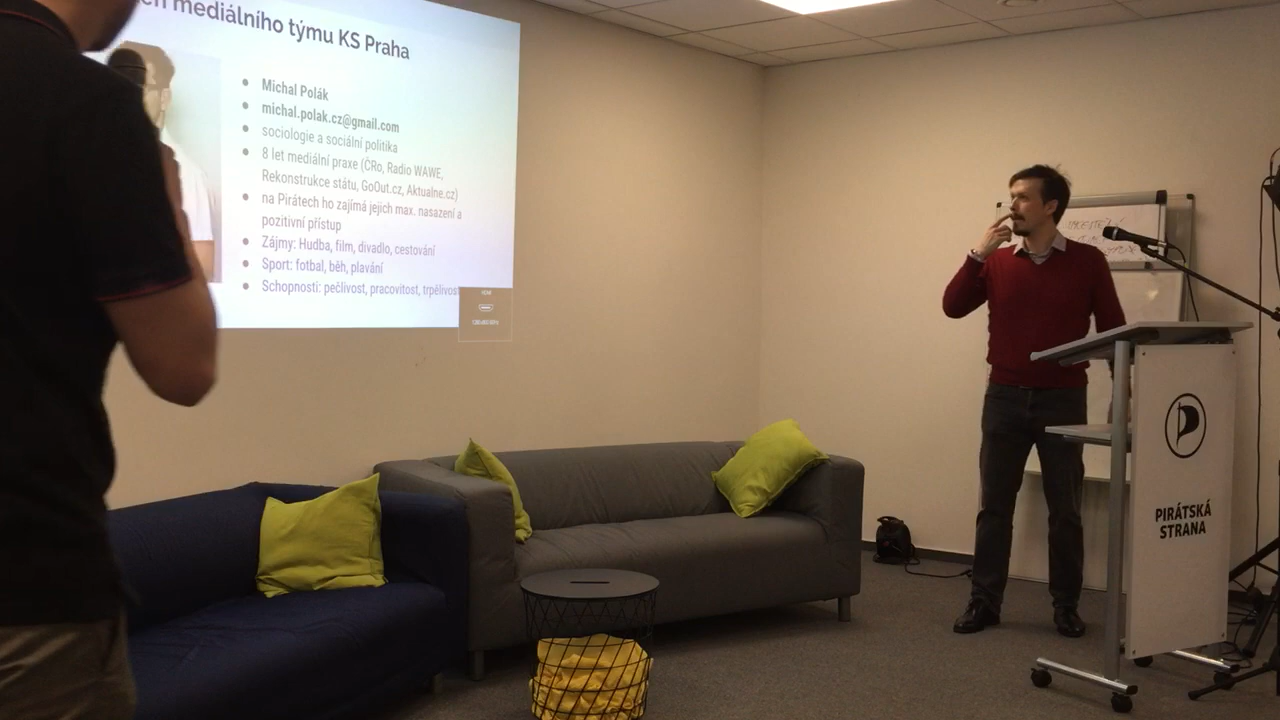 mediálního týmu KS Praha
Michal Polák
michal.polak.cz@gmail.com
sociologie a sociální politika
8 let mediální praxe (ČRo, Radio WAWE,
Rekonstrukce státu, GoOut.cz, Aktualne.cz)
na Pirátech ho zajímá jejich max. nasazení a
pozitivní přístup
Zájmy: Hudba, film, divadlo, cestování
Sport: fotbal, běh, plavání
Schopnosti: pečlivost, pracovitost, trpělivost
HDMI
PIRÁTSKÁ
STRANA